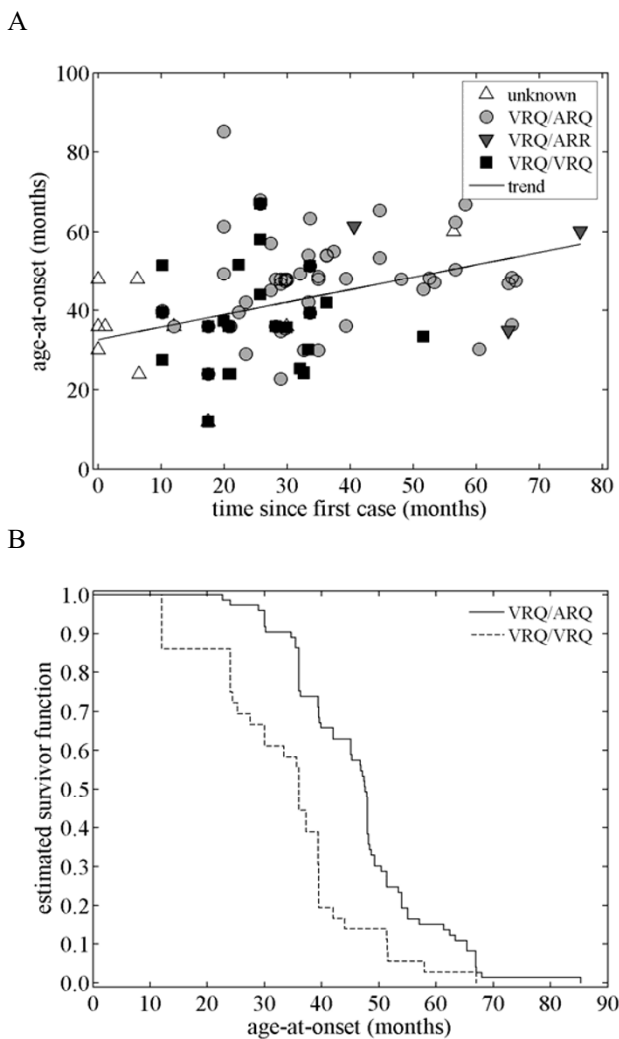 A
100
80
60
40
20
0
age-at-onset (months)
unknown
VRQ/ARQ
VRQ/ARR
VRQ/VRQ
trend
0 10 20 30 40 50 60 70 80
time since first case (months)
B
1.0
0.9
0.8
0.7
0.6
0.5
0.4
0.3
0.2
0.1
0.0
estimated survivor function
VRQ/ARQ
VRQ/VRQ
0 10 20 30 40 50 60 70 80 90
age-at-onset (months)